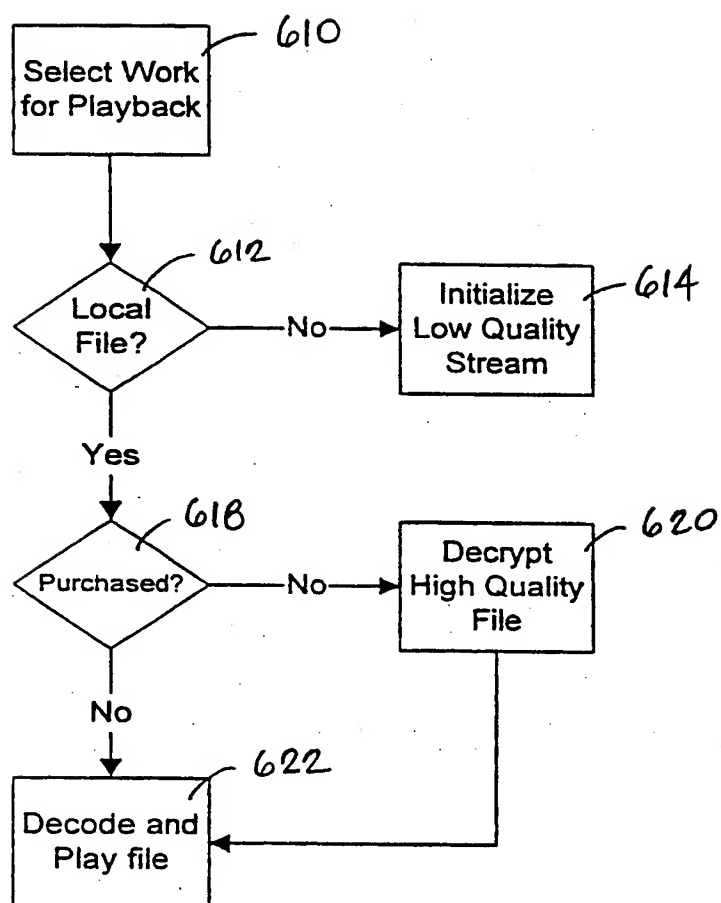 610
Select Work
for Playback
612
Local
File?
No
Initialize
Low Quality
Stream
614
Yes
618
Purchased?
No
Decrypt
High Quality
File
620
No
622
Decode and
Play file